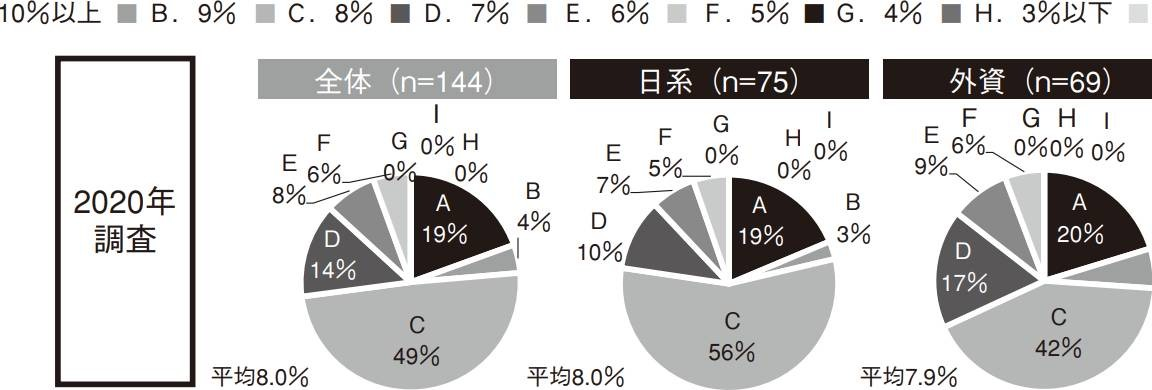 10%以上 B. 9% C. 8% D. 7% E. 6% F. 5% G. 4% H. 3%以下
2020年
調査
全体（n=144）
I
0%
H
0%
G
0%
F
6%
E
8%
D
14%
A
19%
B
4%
C
49%
平均8.0%
日系（n=75）
I
0%
H
0%
G
0%
F
5%
E
7%
D
10%
A
19%
B
3%
C
56%
平均8.0%
外資（n=69）
I
0%
H
0%
G
0%
F
6%
E
9%
D
17%
A
20%
C
42%
平均7.9%